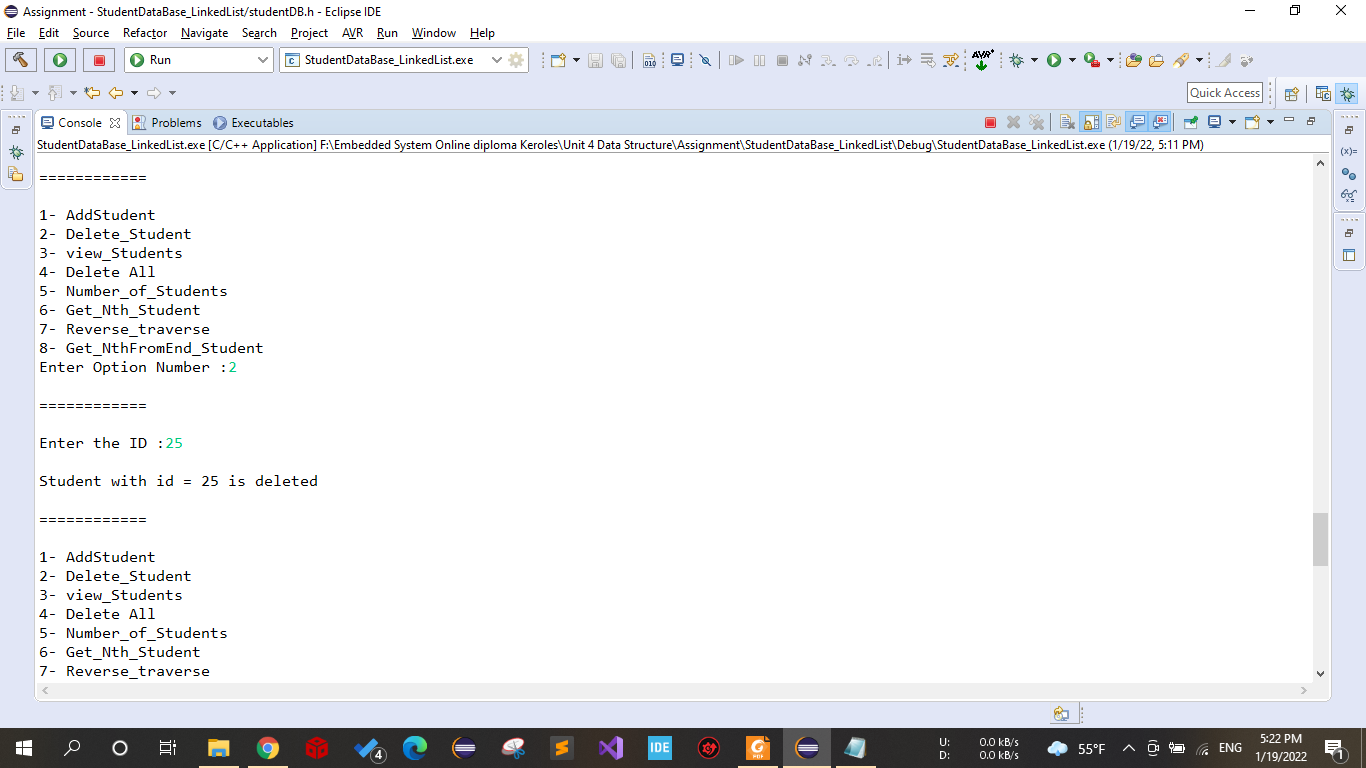 Assignment - StudentDataBase_LinkedList/studentDB.h - Eclipse IDE
File Edit Source Refactor Navigate Search Project AVR Run Window Help
Run
StudentDataBase_LinkedList.exe
010
AVR
Quick Access
Console
Problems
Executables
StudentDataBase_LinkedList.exe [C/C++ Application] F:\Embedded System Online diploma Keroles\Unit 4 Data Structure\Assignment\StudentDataBase_LinkedList\Debug\StudentDataBase_LinkedList.exe (1/19/22, 5:11 PM)
============
1- AddStudent
2- Delete_Student
3- view_Students
4- Delete All
5- Number_of_Students
6- Get_Nth_Student
7- Reverse_traverse
8- Get_NthFromEnd_Student
Enter Option Number :2
============
Enter the ID :25
Student with id = 25 is deleted
============
1- AddStudent
2- Delete_Student
3- view_Students
4- Delete All
5- Number_of_Students
6- Get_Nth_Student
7- Reverse_traverse
(x)=
4
IDE
PDF
U: 0.0 kB/s
D: 0.0 kB/s
55°F
ENG
5:22 PM
1/19/2022
1